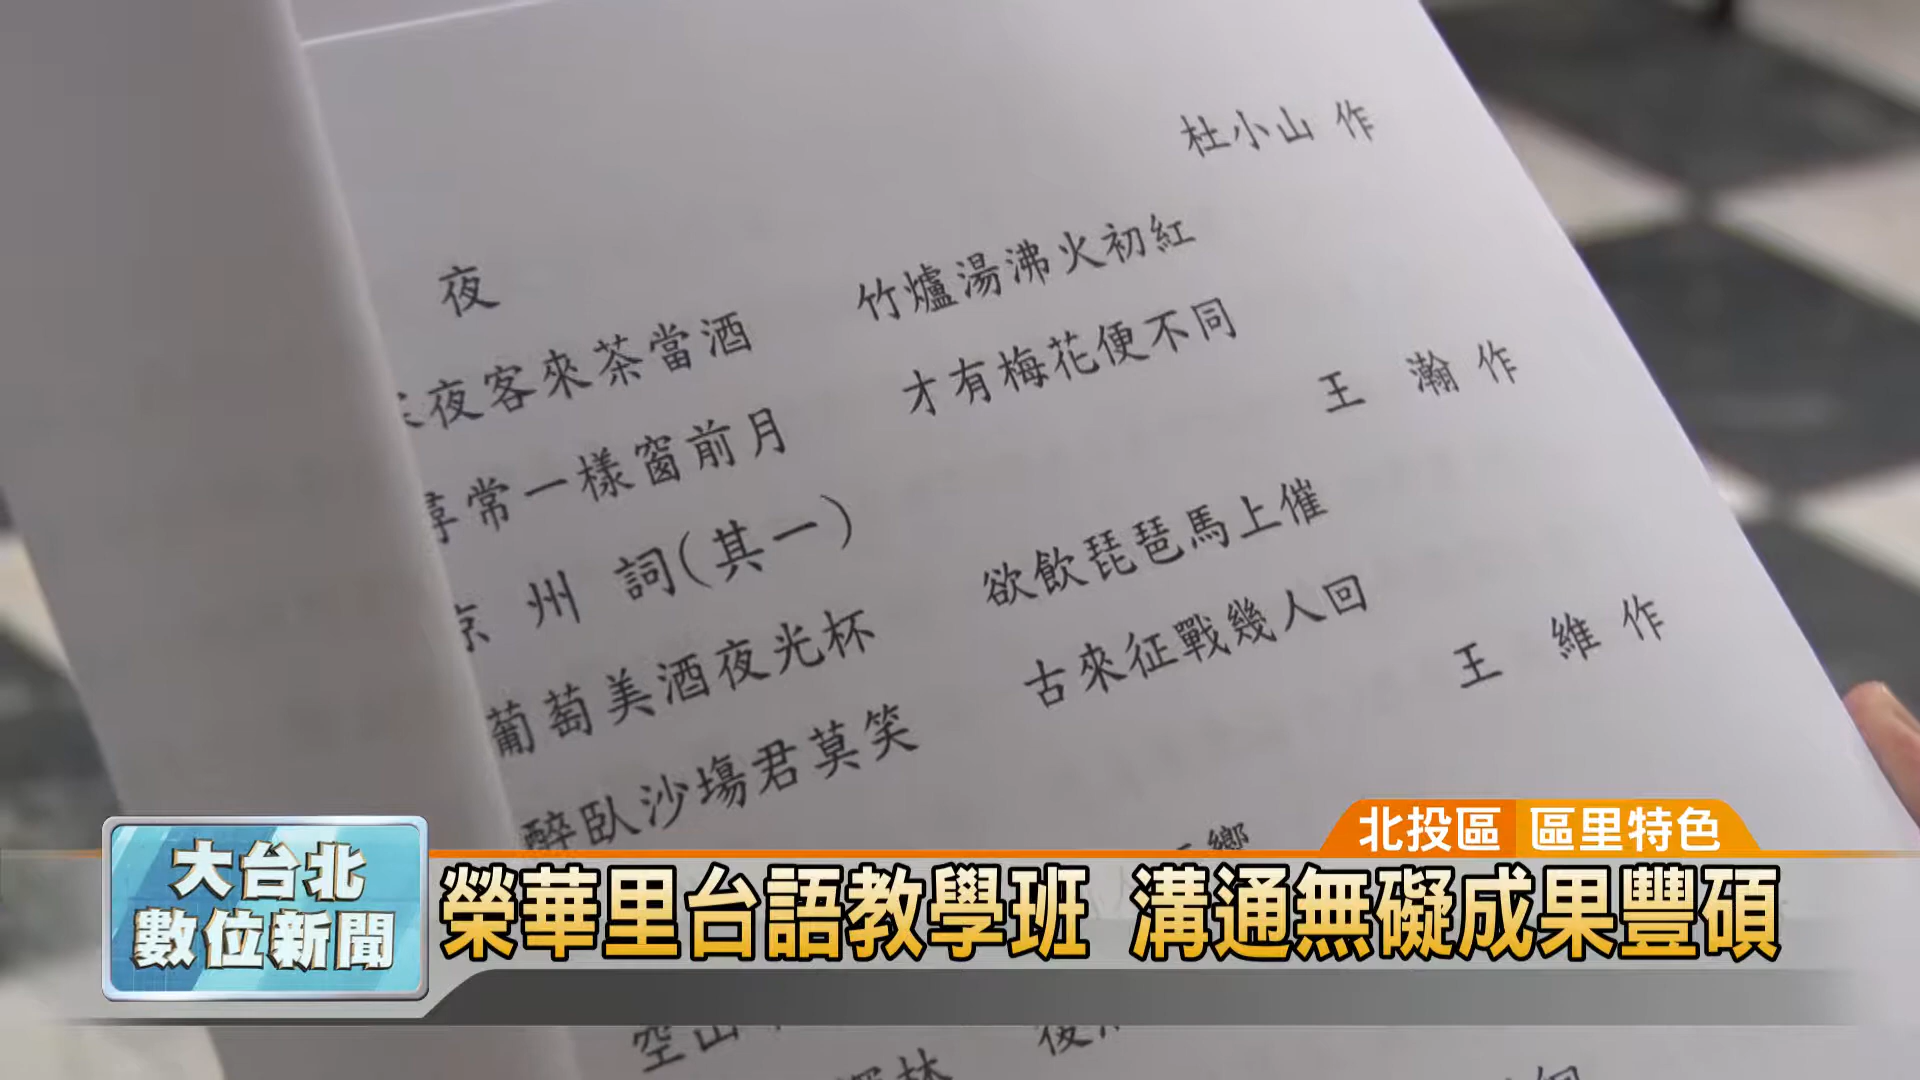 杜小山 作
夜
夜客來茶當酒 竹爐湯沸火初紅
尋常一樣窗前月 才有梅花便不同
王 瀚 作
州 詞(其一)
葡萄美酒夜光杯 欲飲琵琶馬上催
醉臥沙場君莫笑 古來征戰幾人回
王 維 作
北投區 區里特色
大台北
數位新聞
榮華里台語教學班 溝通無礙成果豐碩
空山